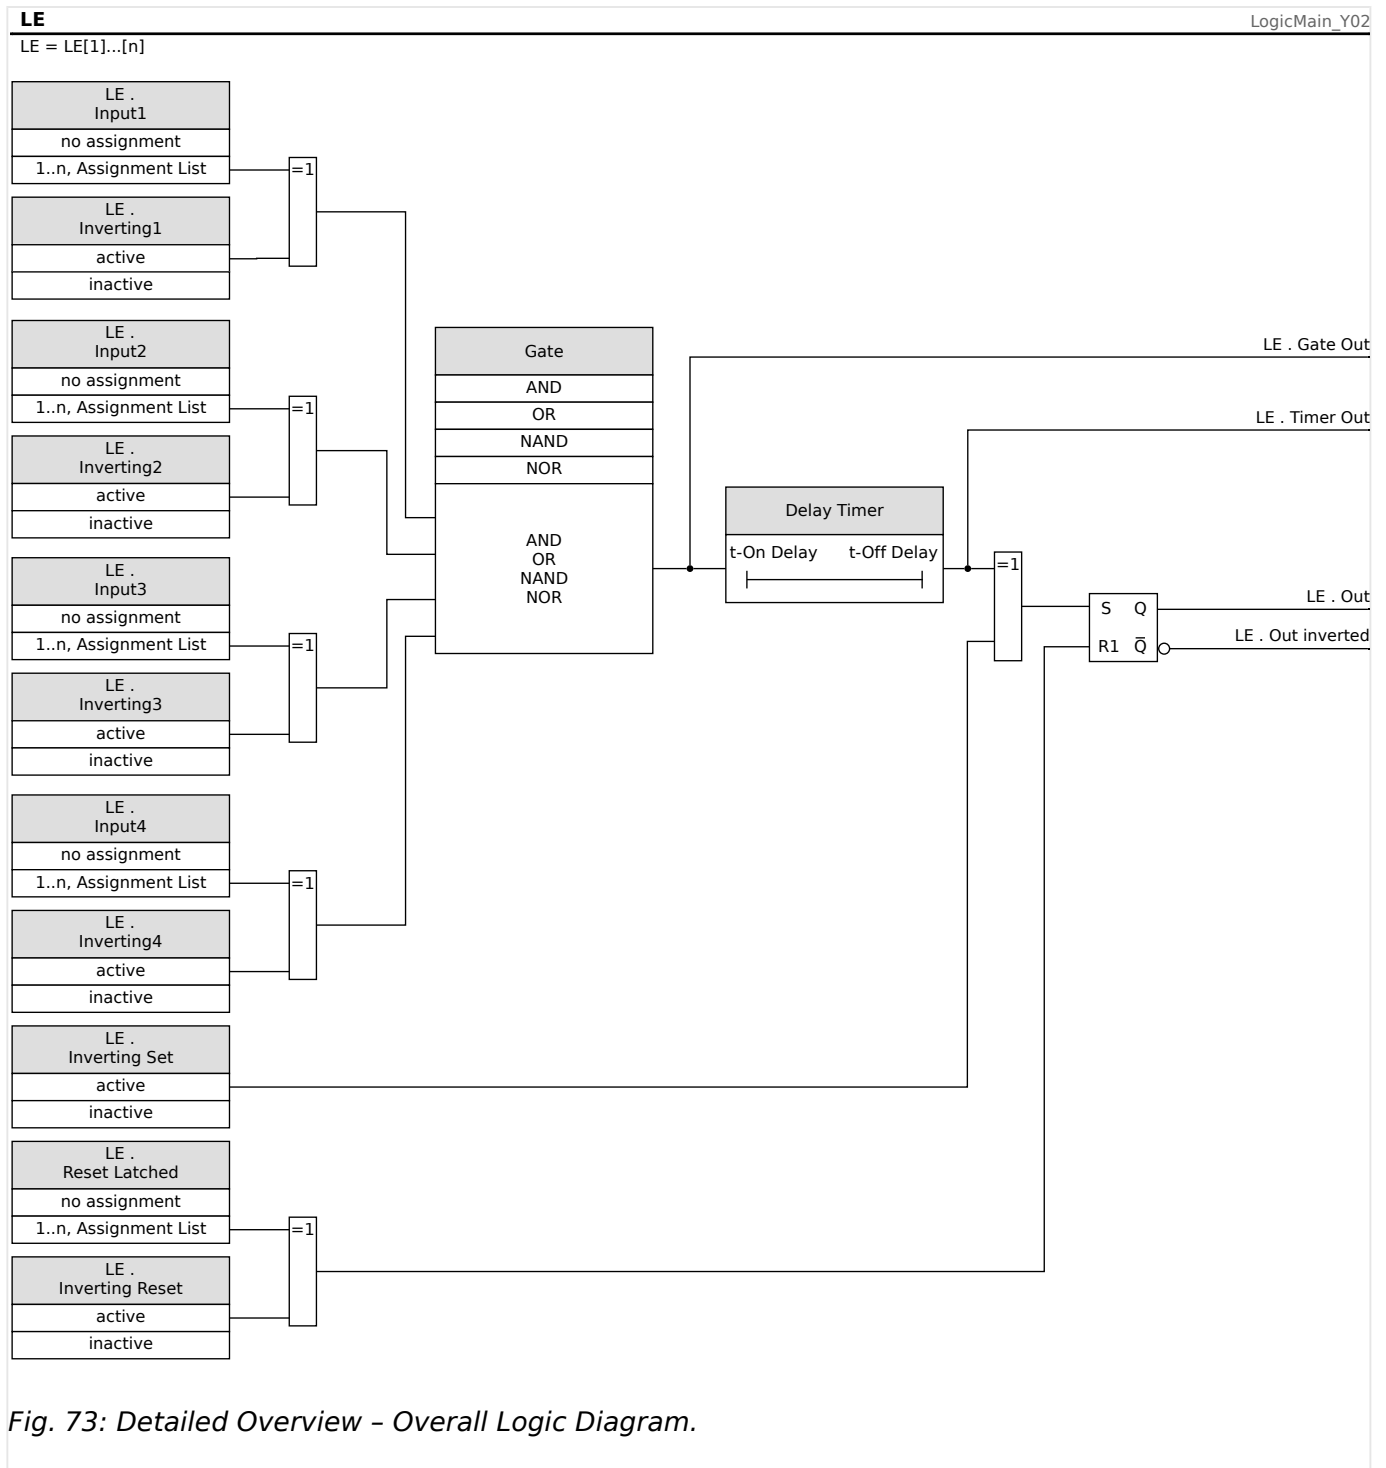 LE
LogicMain_Y02
LE = LE[1]...[n]
LE .
Input1
no assignment
1..n, Assignment List
=1
LE .
Inverting1
active
inactive
LE .
Input2
no assignment
1..n, Assignment List
=1
LE .
Inverting2
active
inactive
LE .
Input3
no assignment
1..n, Assignment List
=1
LE .
Inverting3
active
inactive
LE .
Input4
no assignment
1..n, Assignment List
=1
LE .
Inverting4
active
inactive
LE .
Inverting Set
active
inactive
LE .
Reset Latched
no assignment
1..n, Assignment List
=1
LE .
Inverting Reset
active
inactive
Gate
AND
OR
NAND
NOR
AND
OR
NAND
NOR
Delay Timer
t-On Delay t-Off Delay
=1
S Q
R1 Q̅
LE . Gate Out
LE . Timer Out
LE . Out
LE . Out inverted
Fig. 73: Detailed Overview – Overall Logic Diagram.